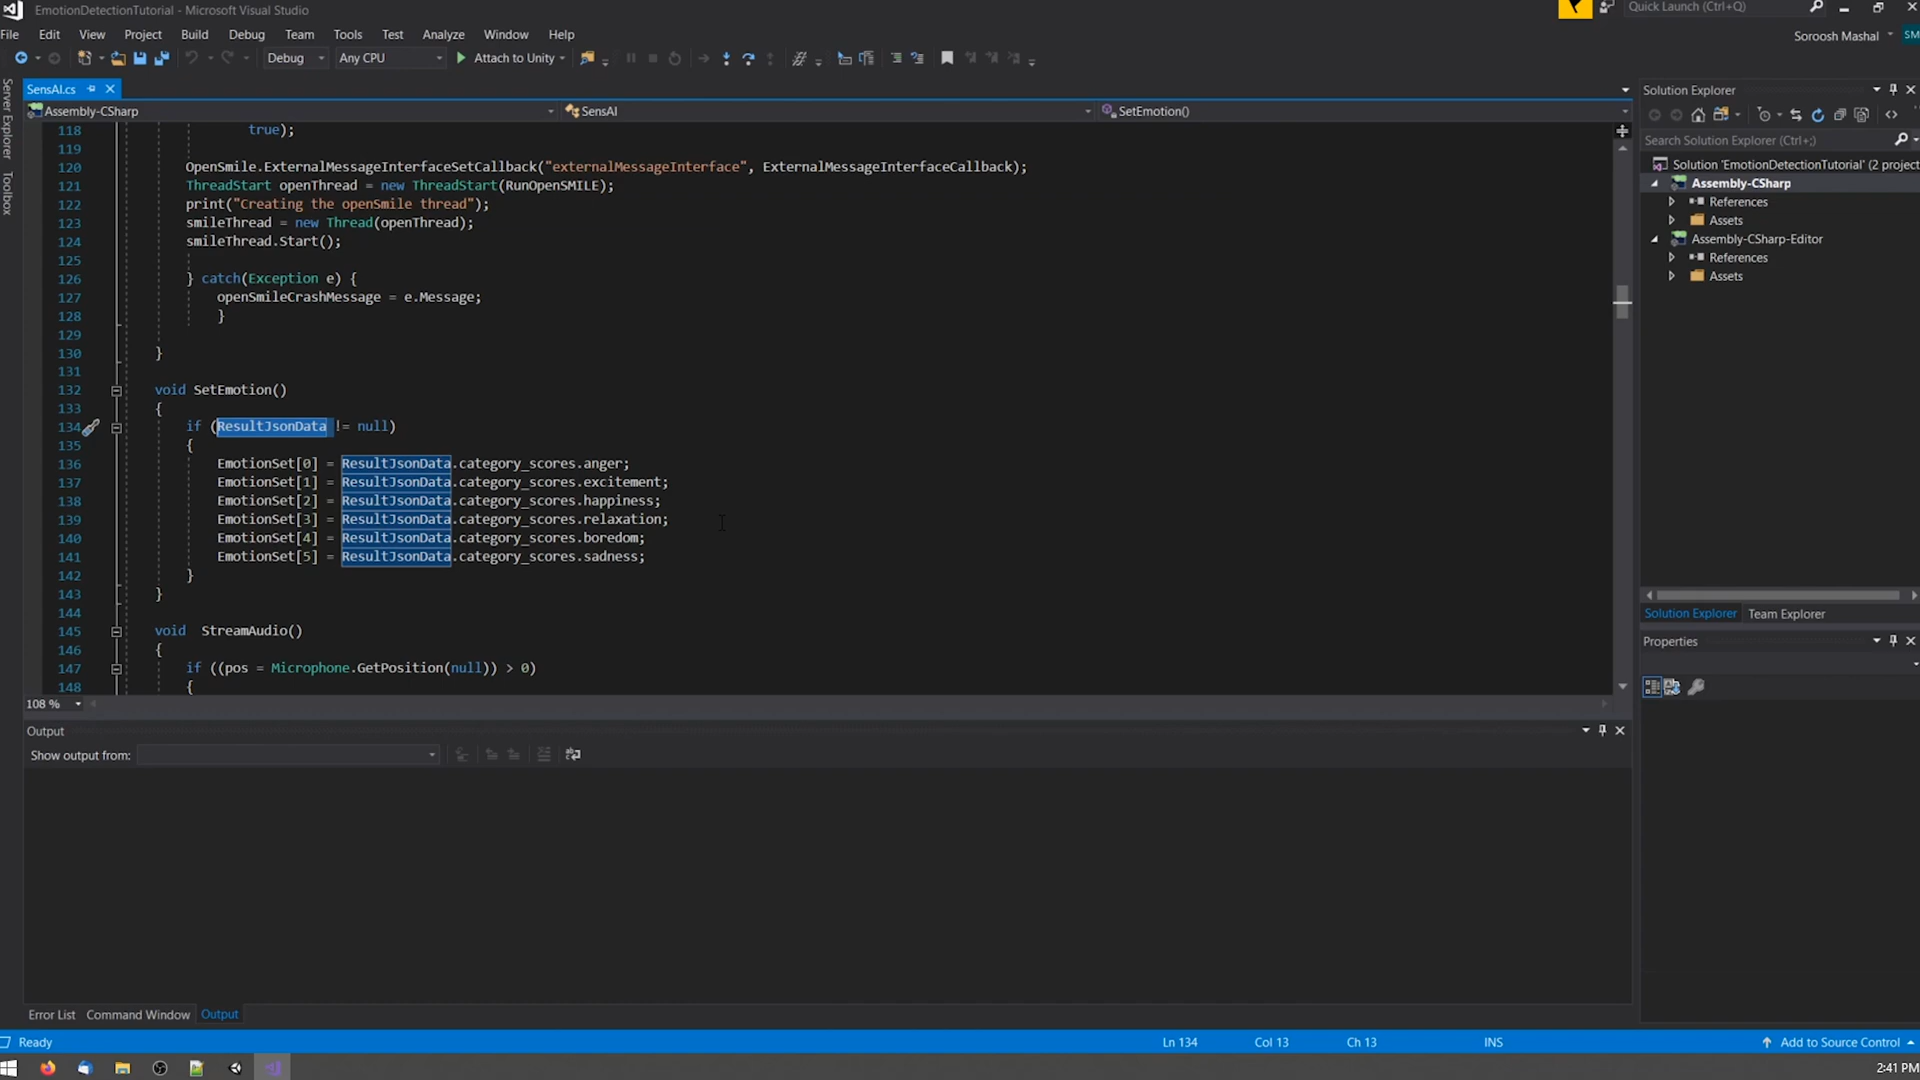 EmotionDetectionTutorial - Microsoft Visual Studio
Quick Launch (Ctrl+Q)
File Edit View Project Build Debug Team Tools Test Analyze Window Help
Soroosh Mashal
SM
Debug Any CPU Attach to Unity
Server Explorer
Toolbox
SensAI.cs
Assembly-CSharp SensAI SetEmotion()
118 true);
119
120 OpenSmile.ExternalMessageInterfaceSetCallback("externalMessageInterface", ExternalMessageInterfaceCallback);
121 ThreadStart openThread = new ThreadStart(RunOpenSMILE);
122 print("Creating the openSmile thread");
123 smileThread = new Thread(openThread);
124 smileThread.Start();
125
126 } catch(Exception e) {
127 openSmileCrashMessage = e.Message;
128 }
129
130 }
131
132 void SetEmotion()
133 {
134 if (ResultJsonData != null)
135 {
136 EmotionSet[0] = ResultJsonData.category_scores.anger;
137 EmotionSet[1] = ResultJsonData.category_scores.excitement;
138 EmotionSet[2] = ResultJsonData.category_scores.happiness;
139 EmotionSet[3] = ResultJsonData.category_scores.relaxation;
140 EmotionSet[4] = ResultJsonData.category_scores.boredom;
141 EmotionSet[5] = ResultJsonData.category_scores.sadness;
142 }
143 }
144
145 void StreamAudio()
146 {
147 if ((pos = Microphone.GetPosition(null)) > 0)
148 {
108 %
Output
Show output from:
Error List Command Window Output
Solution Explorer
Search Solution Explorer (Ctrl+;)
Solution 'EmotionDetectionTutorial' (2 project
Assembly-CSharp
References
Assets
Assembly-CSharp-Editor
References
Assets
Solution Explorer Team Explorer
Properties
Ready Ln 134 Col 13 Ch 13 INS Add to Source Control
2:41 PM